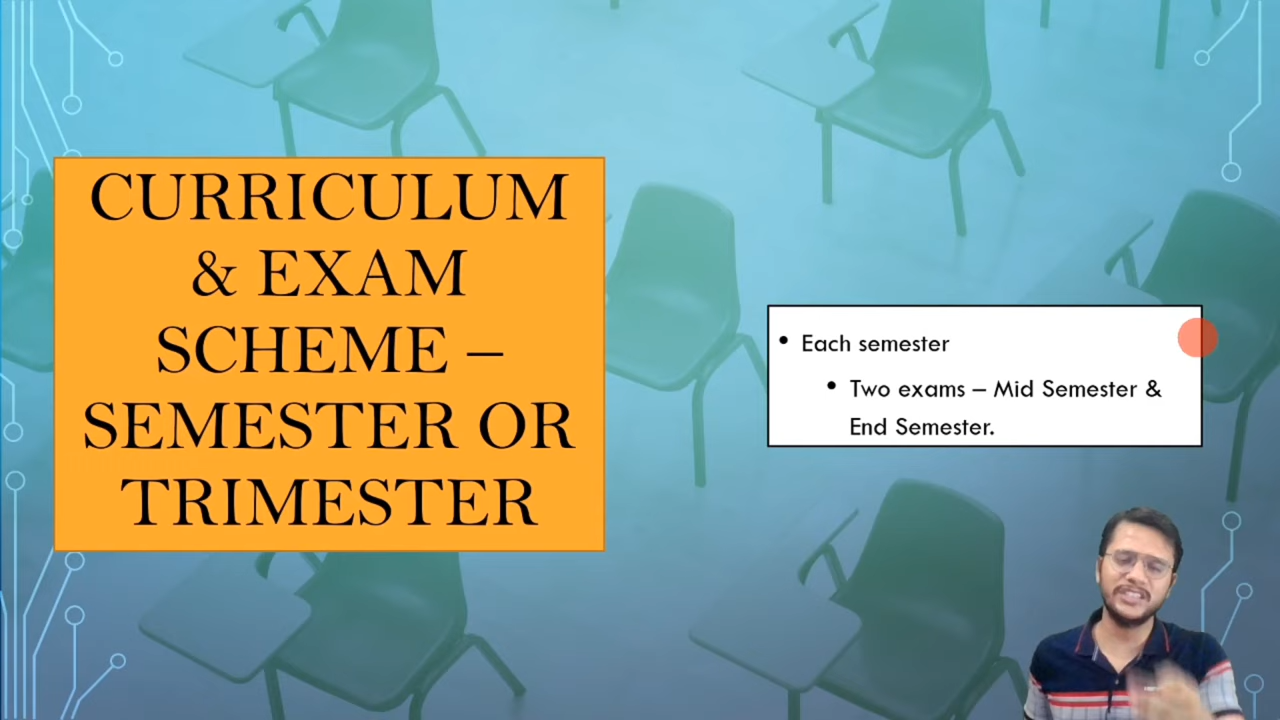 CURRICULUM
& EXAM
SCHEME –
SEMESTER OR
TRIMESTER
• Each semester
• Two exams – Mid Semester &
End Semester.